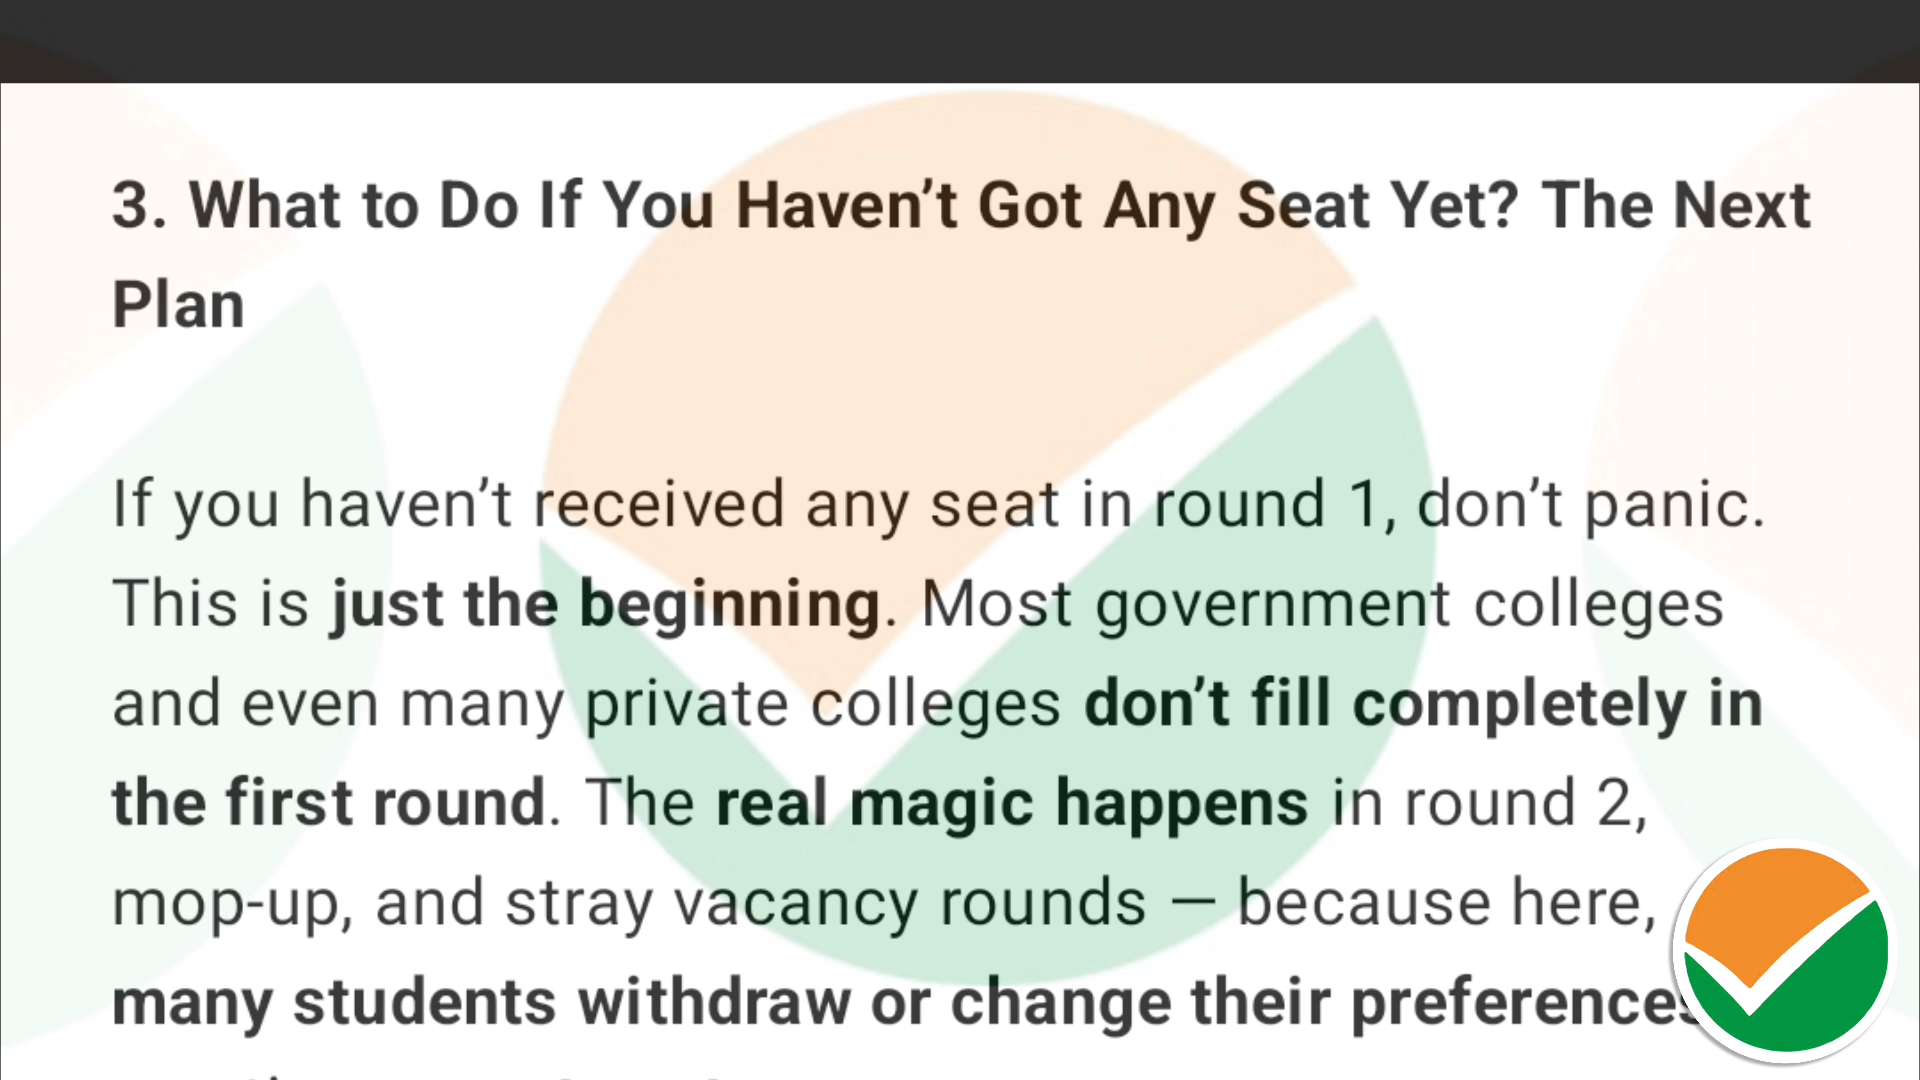 3. What to Do If You Haven’t Got Any Seat Yet? The Next
Plan
If you haven’t received any seat in round 1, don’t panic.
This is just the beginning. Most government colleges
and even many private colleges don’t fill completely in
the first round. The real magic happens in round 2,
mop-up, and stray vacancy rounds — because here,
many students withdraw or change their preferences